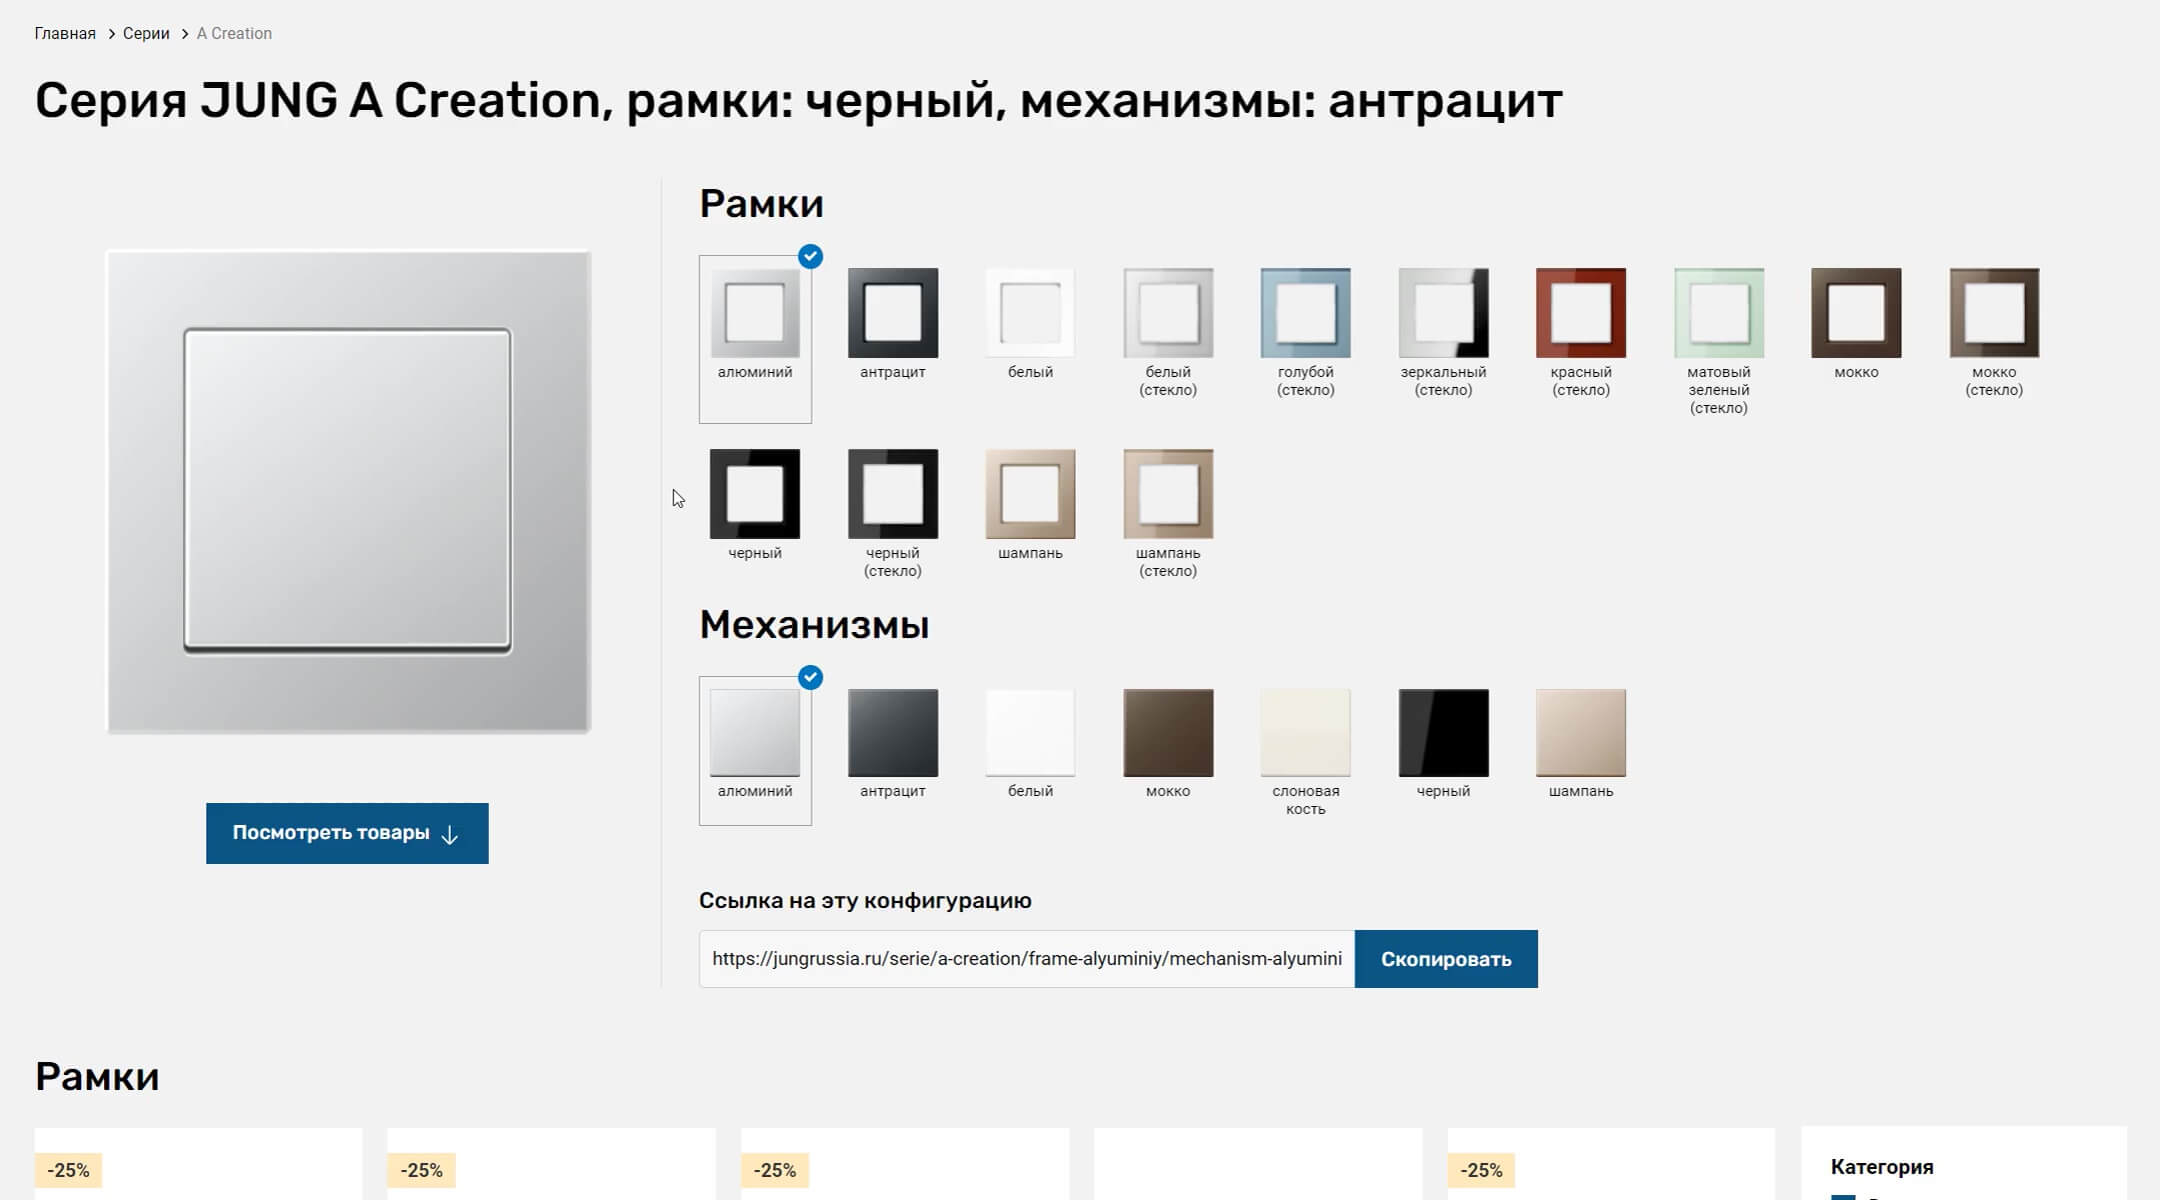 Главная > Серии > A Creation
Серия JUNG A Creation, рамки: черный, механизмы: антрацит
Рамки
алюминий
антрацит
белый
белый
(стекло)
голубой
(стекло)
зеркальный
(стекло)
красный
(стекло)
матовый
зеленый
(стекло)
мокко
мокко
(стекло)
черный
черный
(стекло)
шампань
шампань
(стекло)
Механизмы
алюминий
антрацит
белый
мокко
слоновая
кость
черный
шампань
Посмотреть товары
Ссылка на эту конфигурацию
https://jungrussia.ru/serie/a-creation/frame-alyuminiy/mechanism-alyumini
Скопировать
Рамки
-25%
-25%
-25%
-25%
Категория